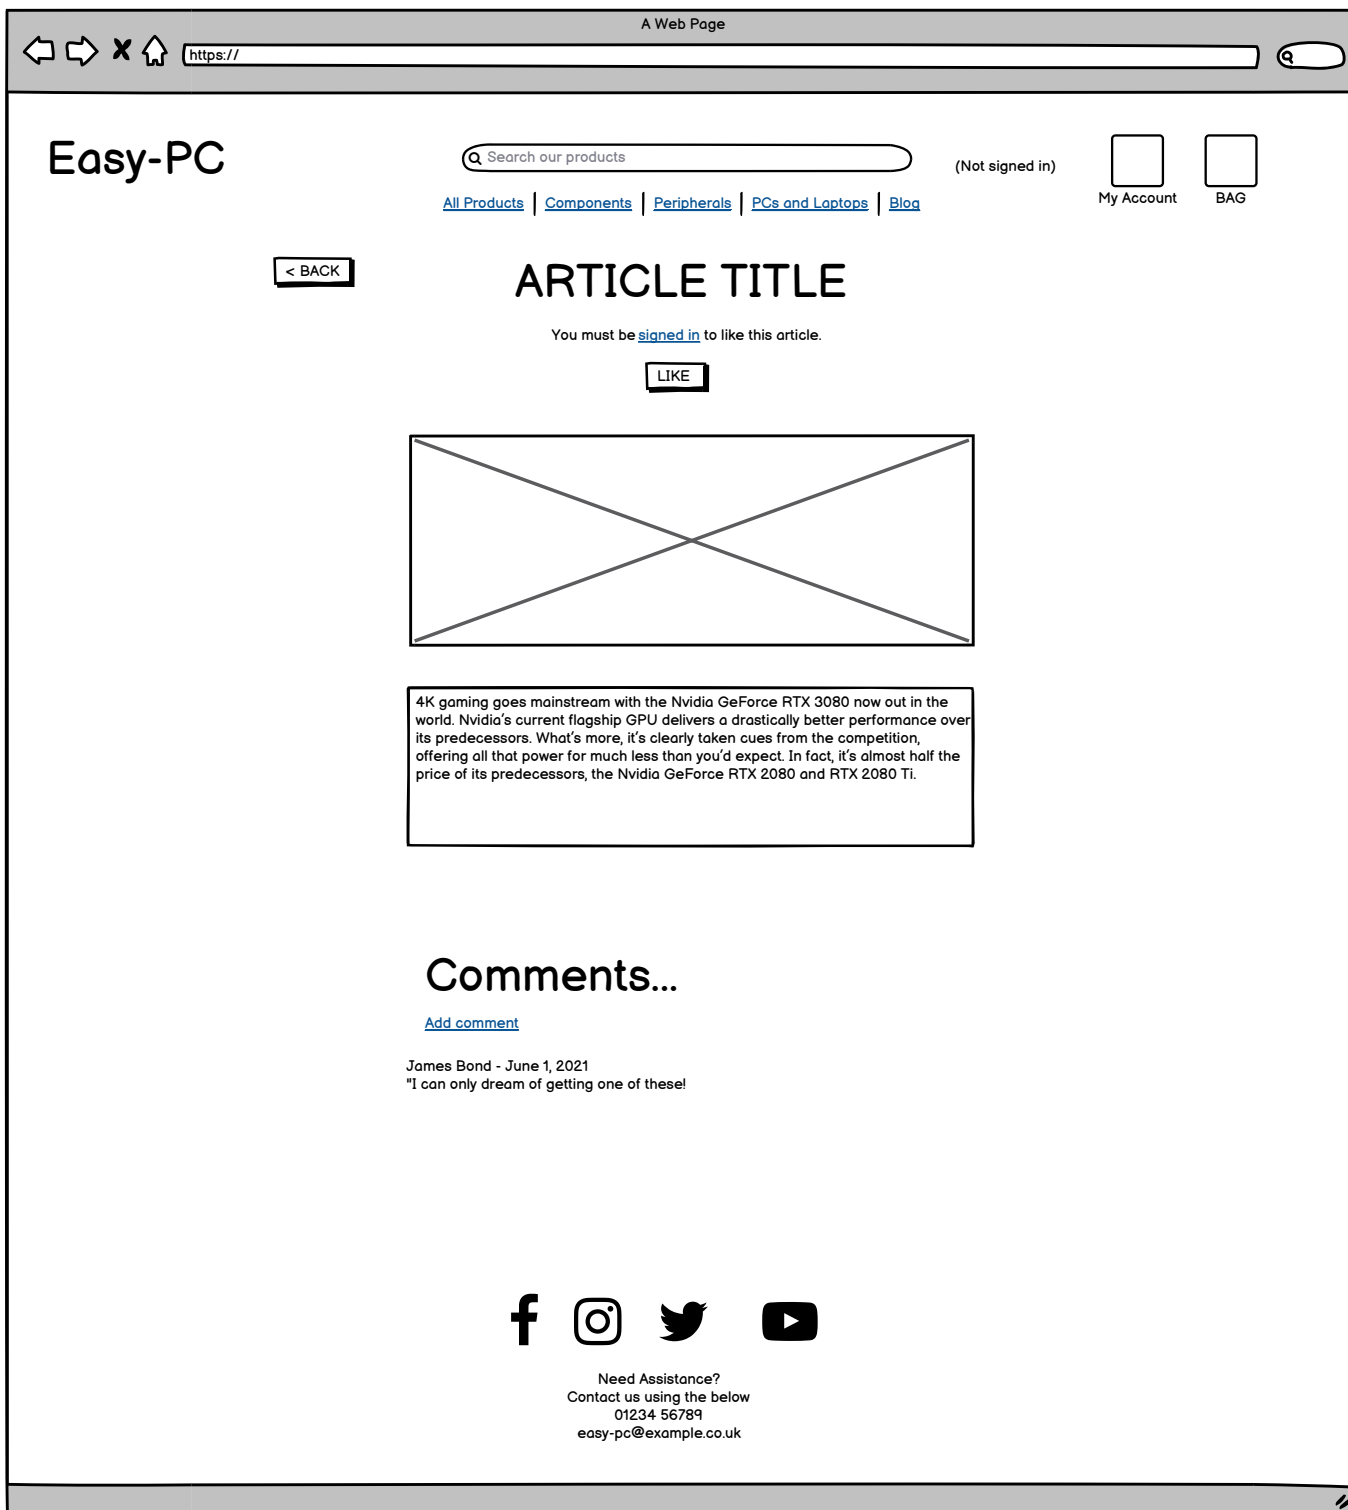 A Web Page
https://
Easy-PC
Search our products
(Not signed in)
My Account
BAG
All Products
Components
Peripherals
PCs and Laptops
Blog
< BACK
ARTICLE TITLE
You must be signed in to like this article.
LIKE
4K gaming goes mainstream with the Nvidia GeForce RTX 3080 now out in the
world. Nvidia's current flagship GPU delivers a drastically better performance over
its predecessors. What's more, it's clearly taken cues from the competition,
offering all that power for much less than you'd expect. In fact, it's almost half the
price of its predecessors, the Nvidia GeForce RTX 2080 and RTX 2080 Ti.
Comments...
Add comment
James Bond - June 1, 2021
"I can only dream of getting one of these!
Need Assistance?
Contact us using the below
01234 56789
easy-pc@example.co.uk